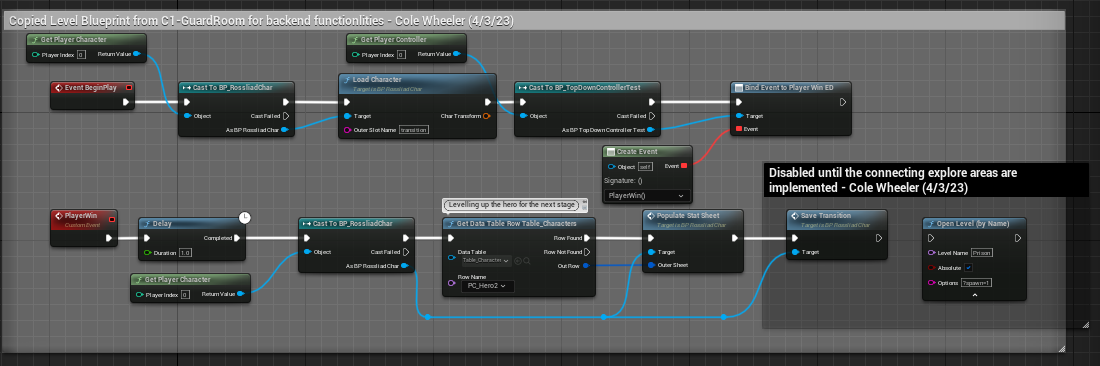 Copied Level Blueprint from C1-GuardRoom for backend functionlities - Cole Wheeler (4/3/23)
Get Player Character
Player Index 0 Return Value
Get Player Controller
Player Index 0 Return Value
Event BeginPlay
Cast To BP_RossliadChar
Object Cast Failed
As BP Rossliad Char
Load Character
Target is BP Rossliad Char
Target Char Transform
Outer Slot Name transition
Cast To BP_TopDownControllerTest
Object Cast Failed
As BP Top Down Controller Test
Bind Event to Player Win ED
Target
Event
Create Event
Object self Event
Signature: ()
PlayerWin()
Disabled until the connecting explore areas are
implemented - Cole Wheeler (4/3/23)
PlayerWin
Custom Event
Delay
Completed
Duration 1.0
Get Player Character
Player Index 0 Return Value
Cast To BP_RossliadChar
Object Cast Failed
As BP Rossliad Char
Levelling up the hero for the next stage
Get Data Table Row Table_Characters
Row Found
Data Table Row Not Found
Table_Character
Out Row
Row Name
PC_Hero2
Populate Stat Sheet
Target is BP Rossliad Char
Target
Outer Sheet
Save Transition
Target is BP Rossliad Char
Target
Open Level (by Name)
Level Name Prison
Absolute
Options ?spawn=1